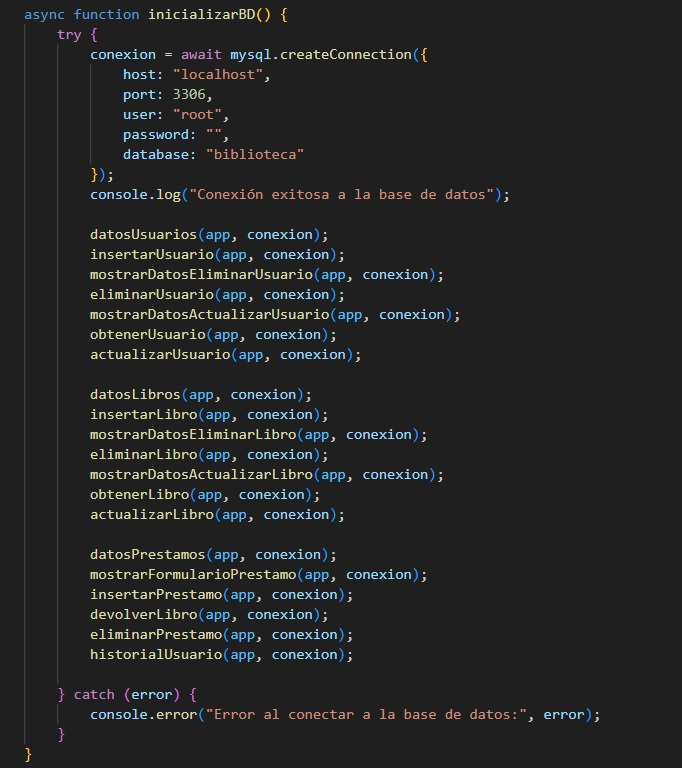 async function inicializarBD() {
try {
conexion = await mysql.createConnection({
host: "localhost",
port: 3306,
user: "root",
password: "",
database: "biblioteca"
});
console.log("Conexión exitosa a la base de datos");
datosUsuarios(app, conexion);
insertarUsuario(app, conexion);
mostrarDatosEliminarUsuario(app, conexion);
eliminarUsuario(app, conexion);
mostrarDatosActualizarUsuario(app, conexion);
obtenerUsuario(app, conexion);
actualizarUsuario(app, conexion);
datosLibros(app, conexion);
insertarLibro(app, conexion);
mostrarDatosEliminarLibro(app, conexion);
eliminarLibro(app, conexion);
mostrarDatosActualizarLibro(app, conexion);
obtenerLibro(app, conexion);
actualizarLibro(app, conexion);
datosPrestamos(app, conexion);
mostrarFormularioPrestamo(app, conexion);
insertarPrestamo(app, conexion);
devolverLibro(app, conexion);
eliminarPrestamo(app, conexion);
historialUsuario(app, conexion);
} catch (error) {
console.error("Error al conectar a la base de datos:", error);
}
}